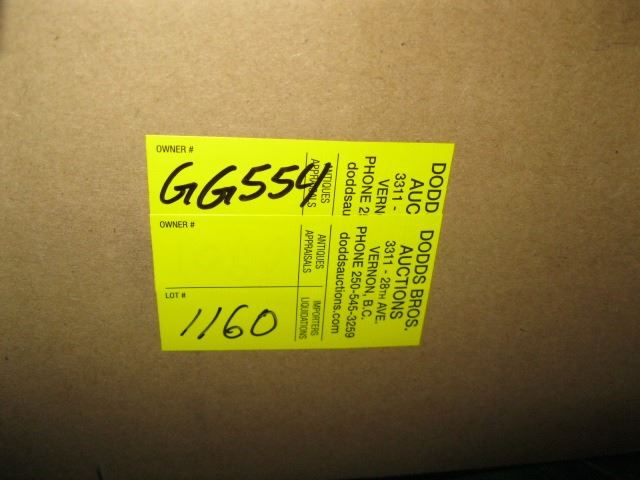 OWNER #
GG554
ANTIQUES
APPRAISALS
DODD
AUC
3311 -
VERN
PHONE 2
doddsau
OWNER #
LOT #
1160
ANTIQUES
APPRAISALS
IMPORTERS
LIQUIDATIONS
DODDS BROS.
AUCTIONS
3311 - 28TH AVE.
VERNON, B.C.
PHONE 250-545-3259
doddsauctions.com